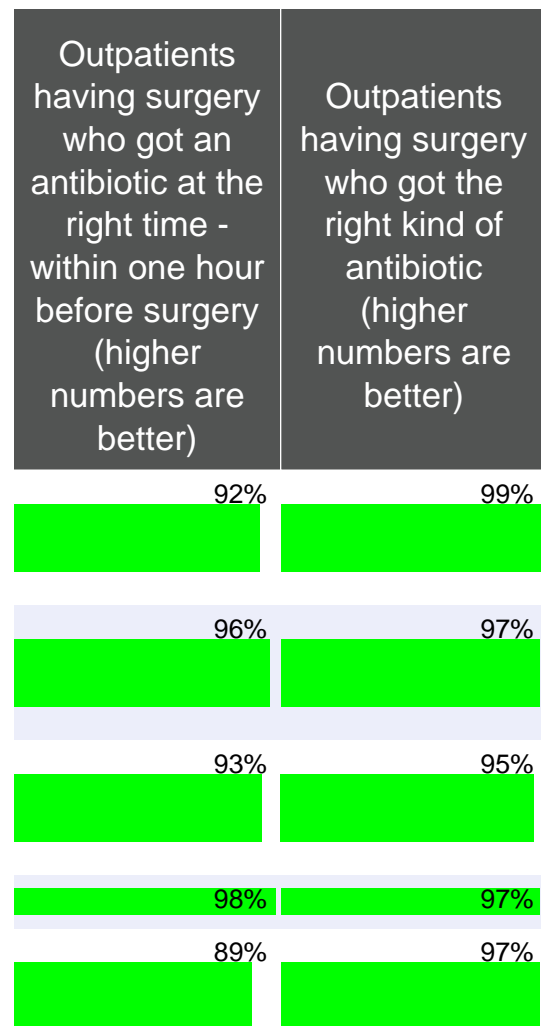 Outpatients
having surgery
who got an
antibiotic at the
right time -
within one hour
before surgery
(higher
numbers are
better)
Outpatients
having surgery
who got the
right kind of
antibiotic
(higher
numbers are
better)
92% 99%
96% 97%
93% 95%
98% 97%
89% 97%